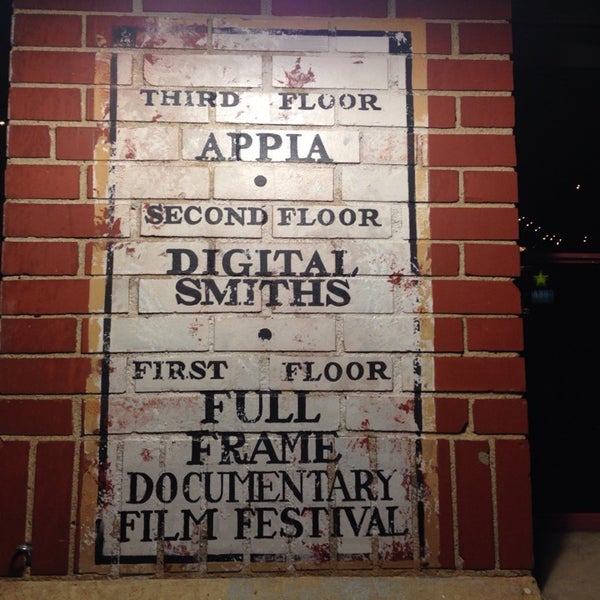 THIRD FLOOR
APPIA
•
SECOND FLOOR
DIGITAL
SMITHS
•
FIRST FLOOR
FULL
FRAME
DOCUMENTARY
FILM FESTIVAL